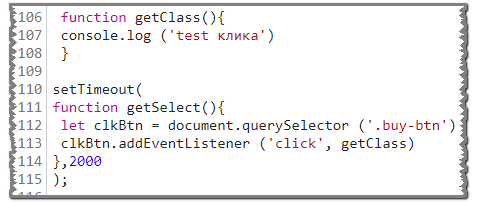 106 function getClass(){
107 console.log ('test клика')
108 }
109
110 setTimeout(
111 function getSelect(){
112 let clkBtn = document.querySelector ('.buy-btn')
113 clkBtn.addEventListener ('click', getClass)
114 },2000
115 );